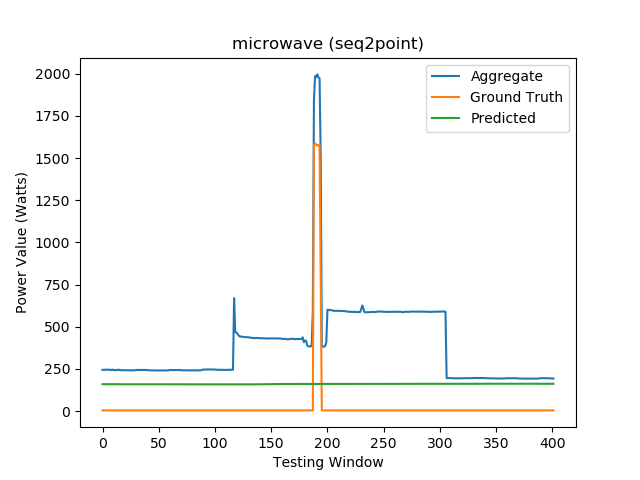 microwave (seq2point)
Aggregate
Ground Truth
Predicted
Power Value (Watts)
2000
1750
1500
1250
1000
750
500
250
0
0 50 100 150 200 250 300 350 400
Testing Window